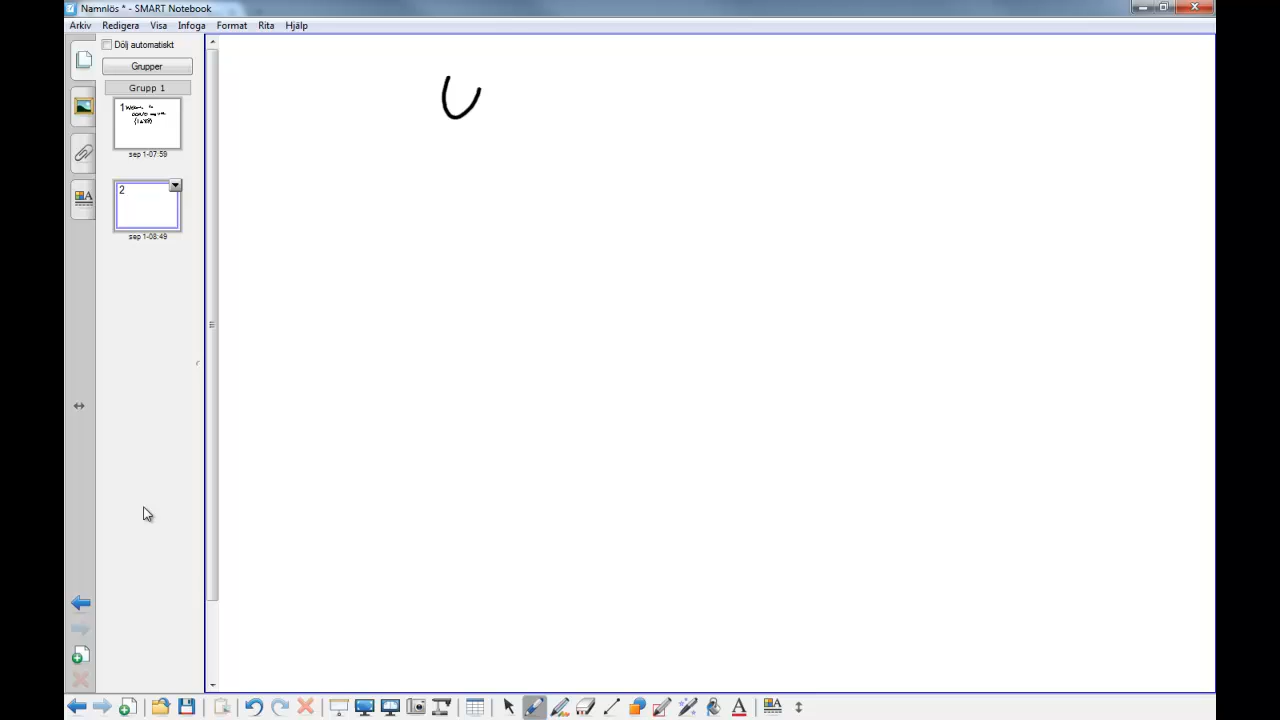 Namnlös * - SMART Notebook
Arkiv Redigera Visa Infoga Format Rita Hjälp
Dölj automatiskt
Grupper
Grupp 1
1
sep 1-07:59
2
sep 1-08:49
U